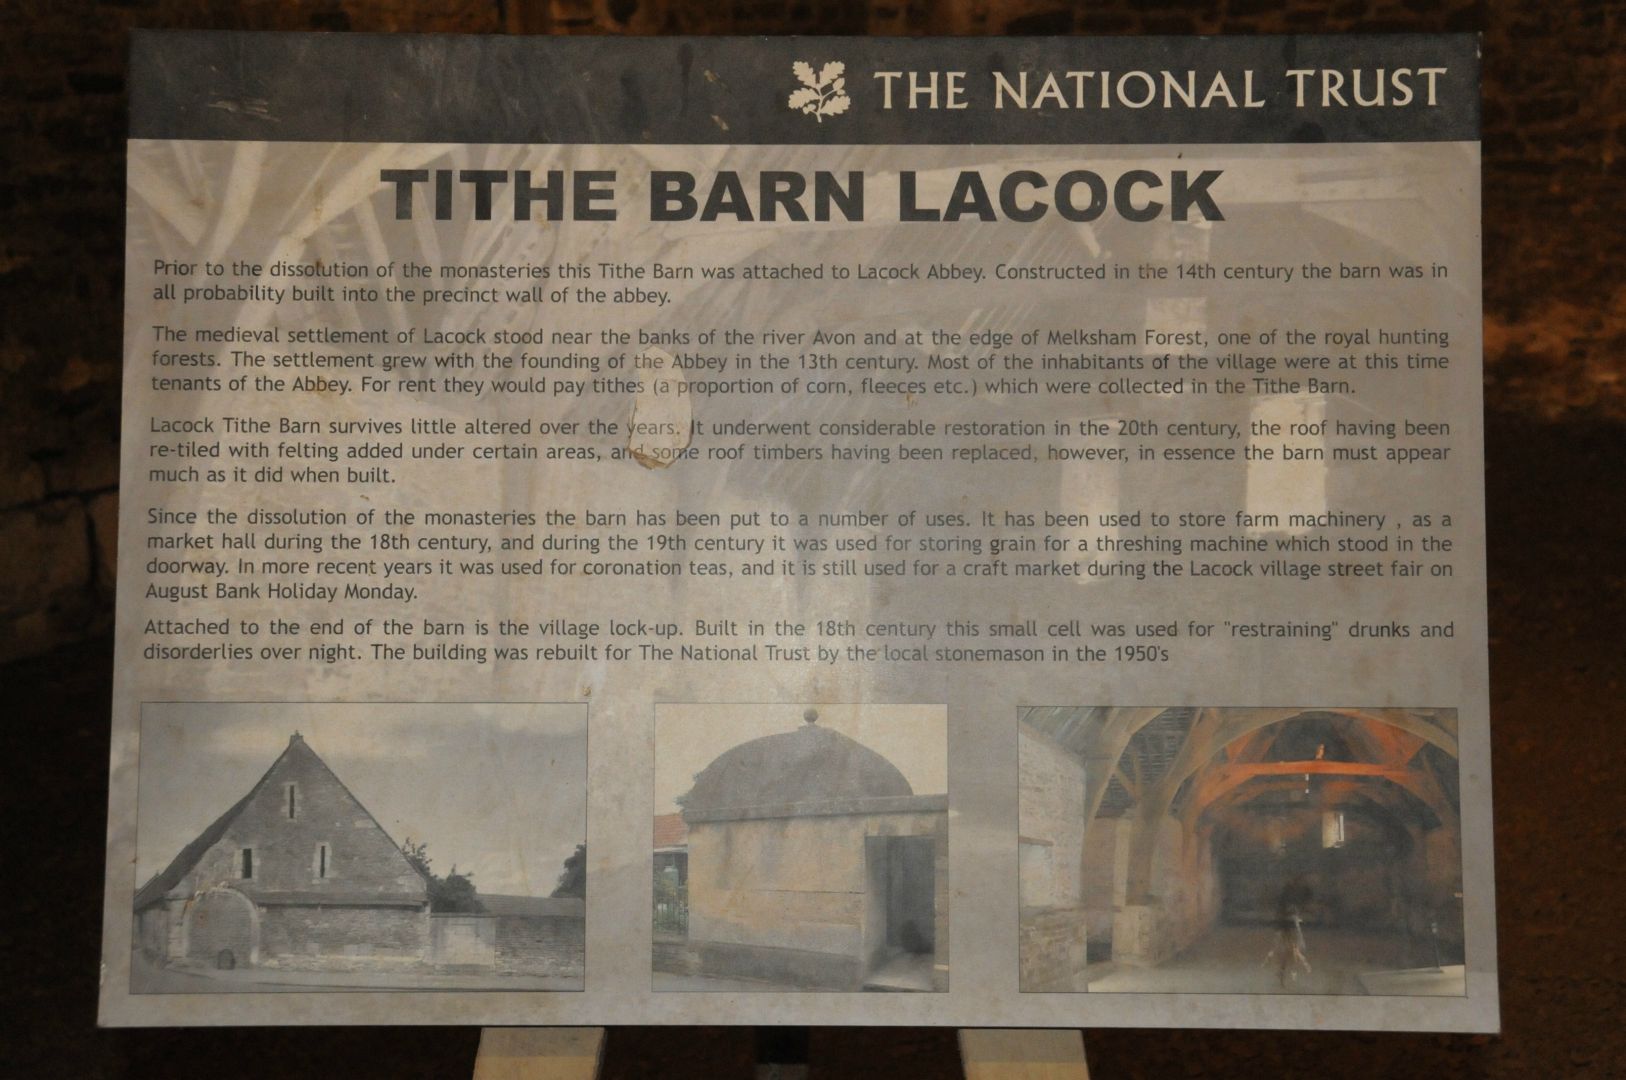 THE NATIONAL TRUST
TITHE BARN LACOCK
Prior to the dissolution of the monasteries this Tithe Barn was attached to Lacock Abbey. Constructed in the 14th century the barn was in
all probability built into the precinct wall of the abbey.
The medieval settlement of Lacock stood near the banks of the river Avon and at the edge of Melksham Forest, one of the royal hunting
forests. The settlement grew with the founding of the Abbey in the 13th century. Most of the inhabitants of the village were at this time
tenants of the Abbey. For rent they would pay tithes (a proportion of corn, fleeces etc.) which were collected in the Tithe Barn.
Lacock Tithe Barn survives little altered over the years. It underwent considerable restoration in the 20th century, the roof having been
re-tiled with felting added under certain areas, and some roof timbers having been replaced, however, in essence the barn must appear
much as it did when built.
Since the dissolution of the monasteries the barn has been put to a number of uses. It has been used to store farm machinery , as a
market hall during the 18th century, and during the 19th century it was used for storing grain for a threshing machine which stood in the
doorway. In more recent years it was used for coronation teas, and it is still used for a craft market during the Lacock village street fair on
August Bank Holiday Monday.
Attached to the end of the barn is the village lock-up. Built in the 18th century this small cell was used for "restraining" drunks and
disorderlies over night. The building was rebuilt for The National Trust by the local stonemason in the 1950's